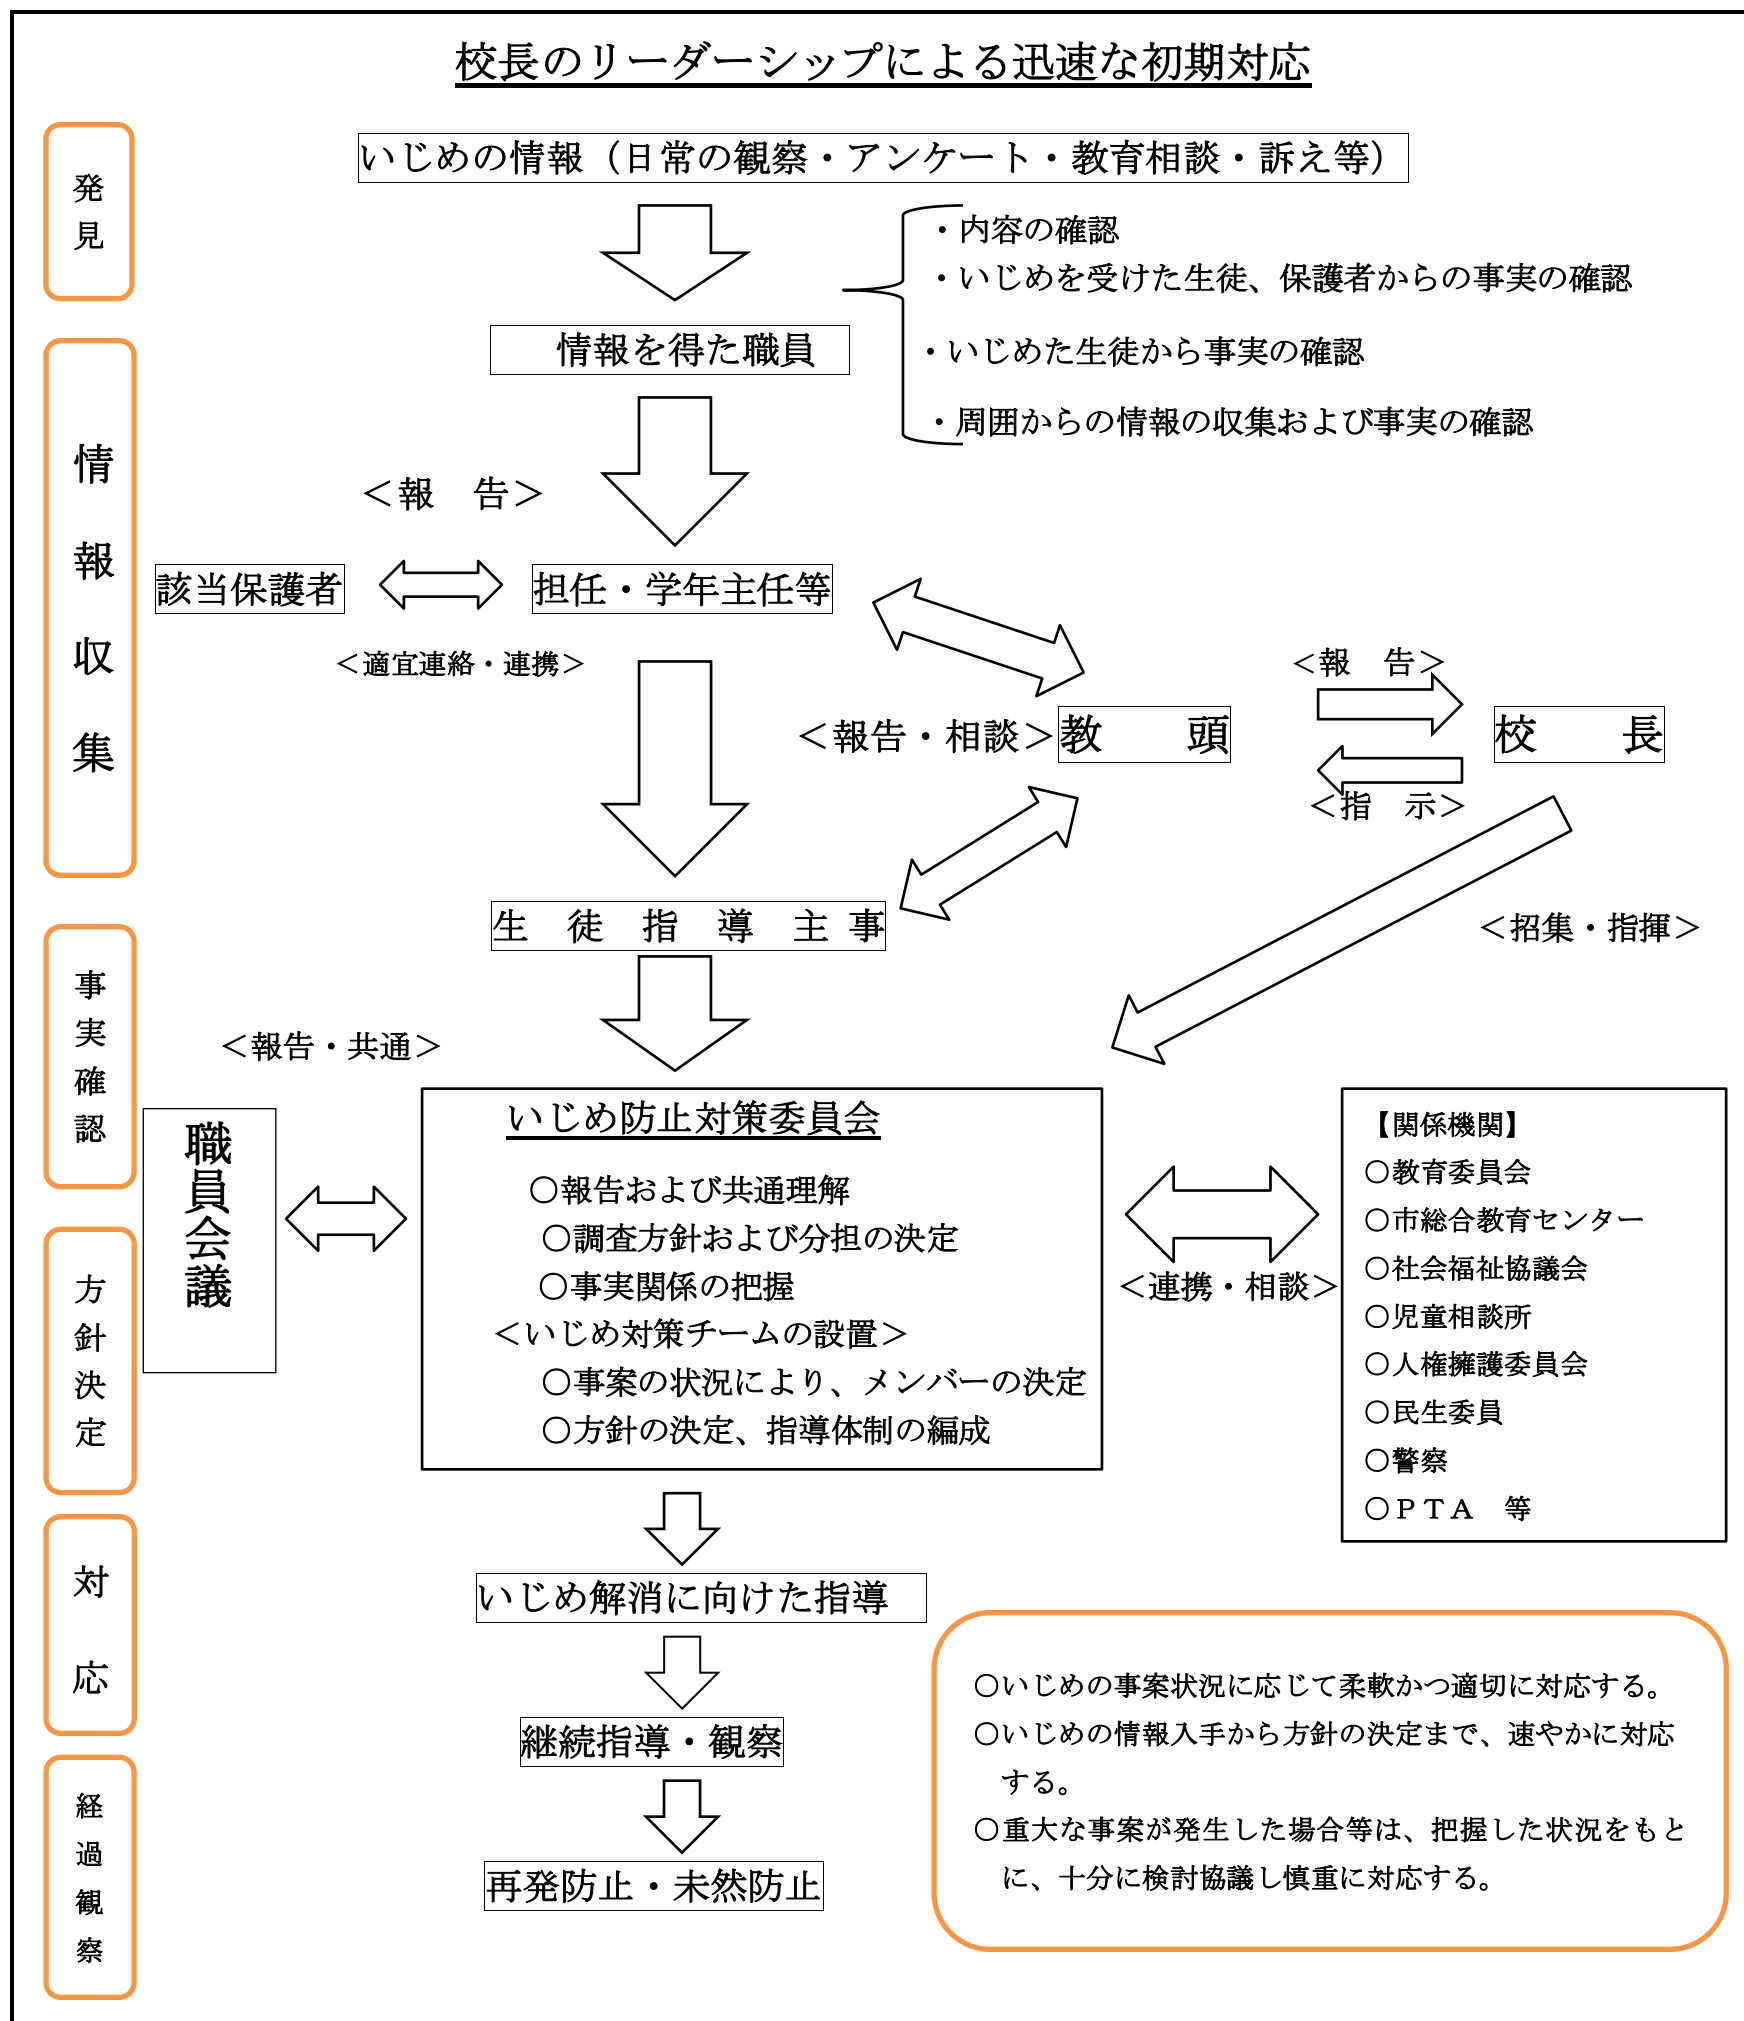 校長のリーダーシップによる迅速な初期対応
発見
いじめの情報（日常の観察・アンケート・教育相談・訴え等）
・内容の確認
・いじめを受けた生徒、保護者からの事実の確認
・いじめた生徒から事実の確認
・周囲からの情報の収集および事実の確認
情報を得た職員
情報収集
＜報　告＞
該当保護者
担任・学年主任等
＜適宜連絡・連携＞
＜報告・相談＞
教　　頭
＜報　告＞
＜指　示＞
校　　長
＜招集・指揮＞
生　徒　指　導　主　事
事実確認
＜報告・共通＞
職員会議
いじめ防止対策委員会
〇報告および共通理解
〇調査方針および分担の決定
〇事実関係の把握
＜いじめ対策チームの設置＞
〇事案の状況により、メンバーの決定
〇方針の決定、指導体制の編成
＜連携・相談＞
【関係機関】
〇教育委員会
〇市総合教育センター
〇社会福祉協議会
〇児童相談所
〇人権擁護委員会
〇民生委員
〇警察
〇ＰＴＡ　等
方針決定
対応
いじめ解消に向けた指導
継続指導・観察
経過観察
再発防止・未然防止
〇いじめの事案状況に応じて柔軟かつ適切に対応する。
〇いじめの情報入手から方針の決定まで、速やかに対応
する。
〇重大な事案が発生した場合等は、把握した状況をもと
に、十分に検討協議し慎重に対応する。